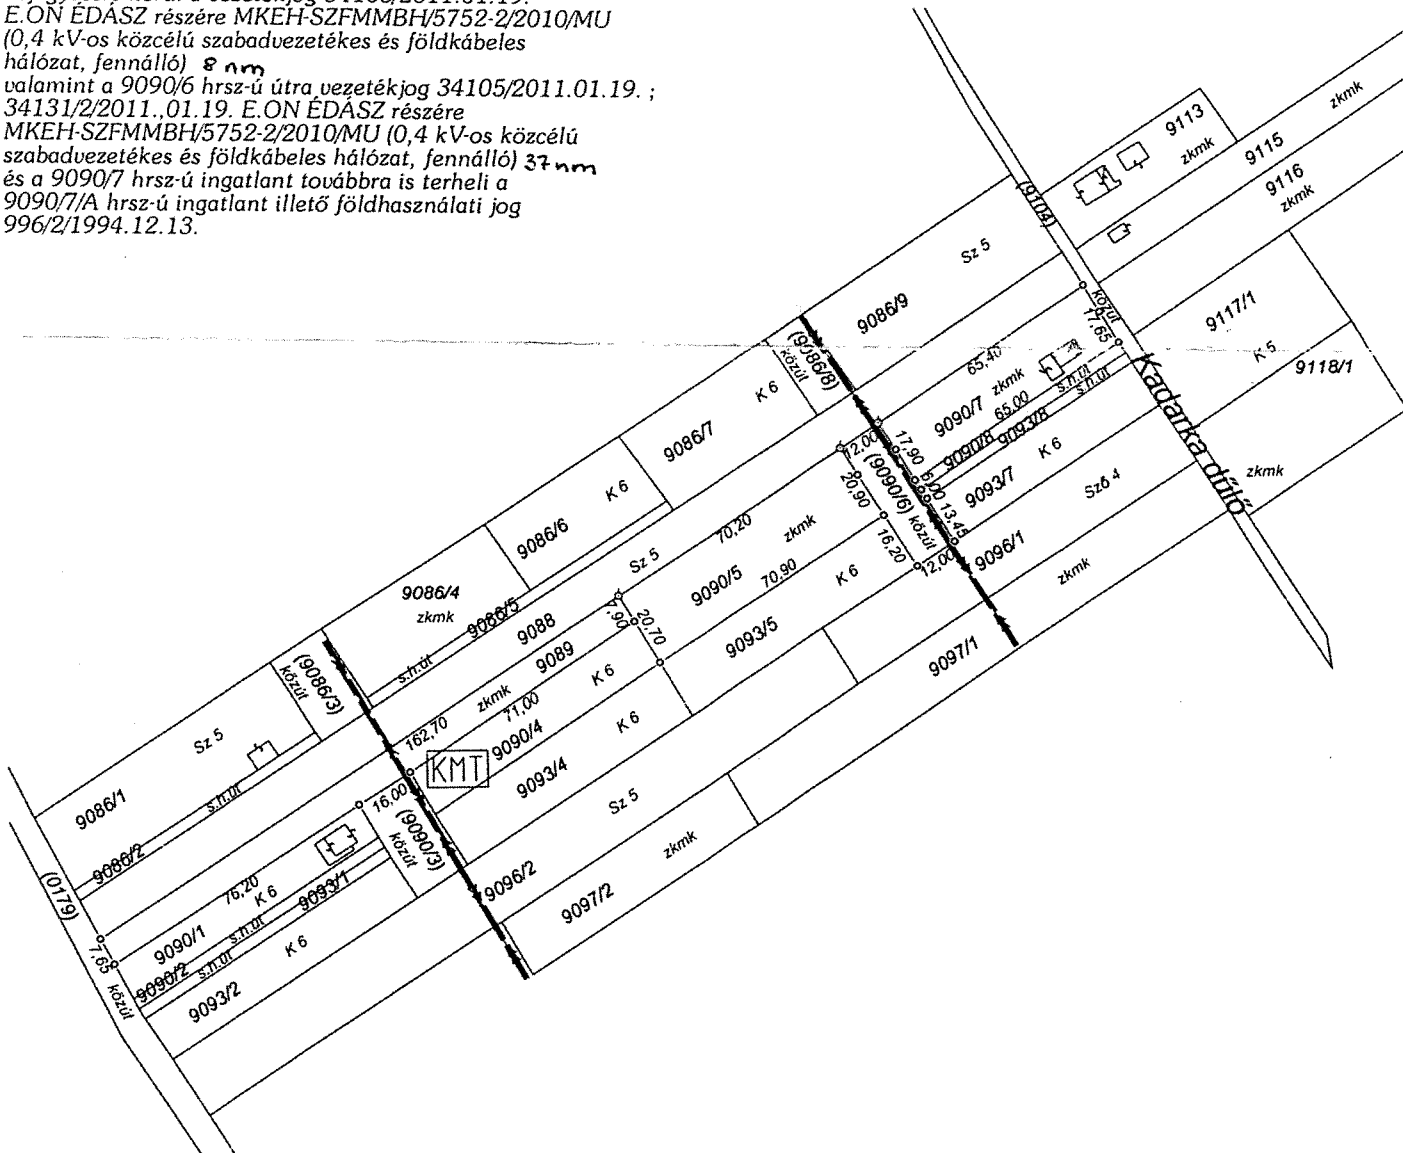 E.ON ÉDÁSZ részére MKEH-SZFMMBH/5752-2/2010/MU
(0,4 kV-os közcélú szabadvezetékes és földkábeles
hálózat, fennálló) 8 nm
valamint a 9090/6 hrsz-ú útra vezetékjog 34105/2011.01.19. ;
34131/2/2011.,01.19. E.ON ÉDÁSZ részére
MKEH-SZFMMBH/5752-2/2010/MU (0,4 kV-os közcélú
szabadvezetékes és földkábeles hálózat, fennálló) 37 nm
és a 9090/7 hrsz-ú ingatlant továbbra is terheli a
9090/7/A hrsz-ú ingatlant illető földhasználati jog
996/2/1994.12.13.
9113
zkmk
zkmk
9115
9116
zkmk
(9104)
Sz 5
9086/9
közút
17,65
9117/1
K 5
9118/1
Kadarka dűlő
zkmk
(9086/8)
közút
K 6
9086/7
65,40
zkmk
9090/7
65,00
s.h.út
s.h.út
9090/8
9093/8
K 6
9093/7
Sző 4
9096/1
zkmk
12,00
17,90
6,00
13,45
(9090/6)
közút
20,90
16,20
12,00
K 6
9086/6
Sz 5
70,20
zkmk
9090/5
70,90
K 6
9093/5
9097/1
9086/4
zkmk
9086/5
s.h.út
9088
9089
7,90
20,70
zkmk
162,70
71,00
K 6
9090/4
K 6
9093/4
KMT
(9086/3)
közút
Sz 5
9086/1
s.h.út
9086/2
16,00
(9090/3)
közút
Sz 5
9096/2
zkmk
9097/2
(0179)
76,20
K 6
9093/1
9090/1
s.h.út
s.h.út
9090/2
K 6
9093/2
7,65
közút